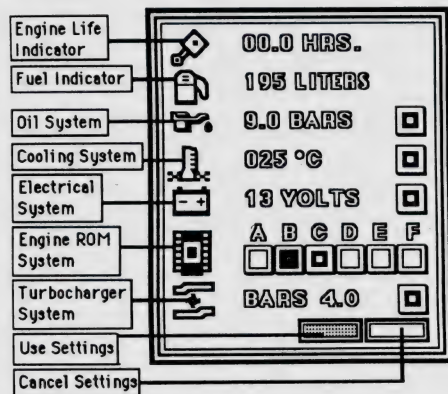 Engine Life
Indicator
00.0 HRS.
Fuel Indicator
195 LITERS
Oil System
9.0 BARS
Cooling System
025 °C
Electrical
System
- +
13 VOLTS
Engine ROM
System
A B C D E F
Turbocharger
System
BARS 4.0
Use Settings
Cancel Settings